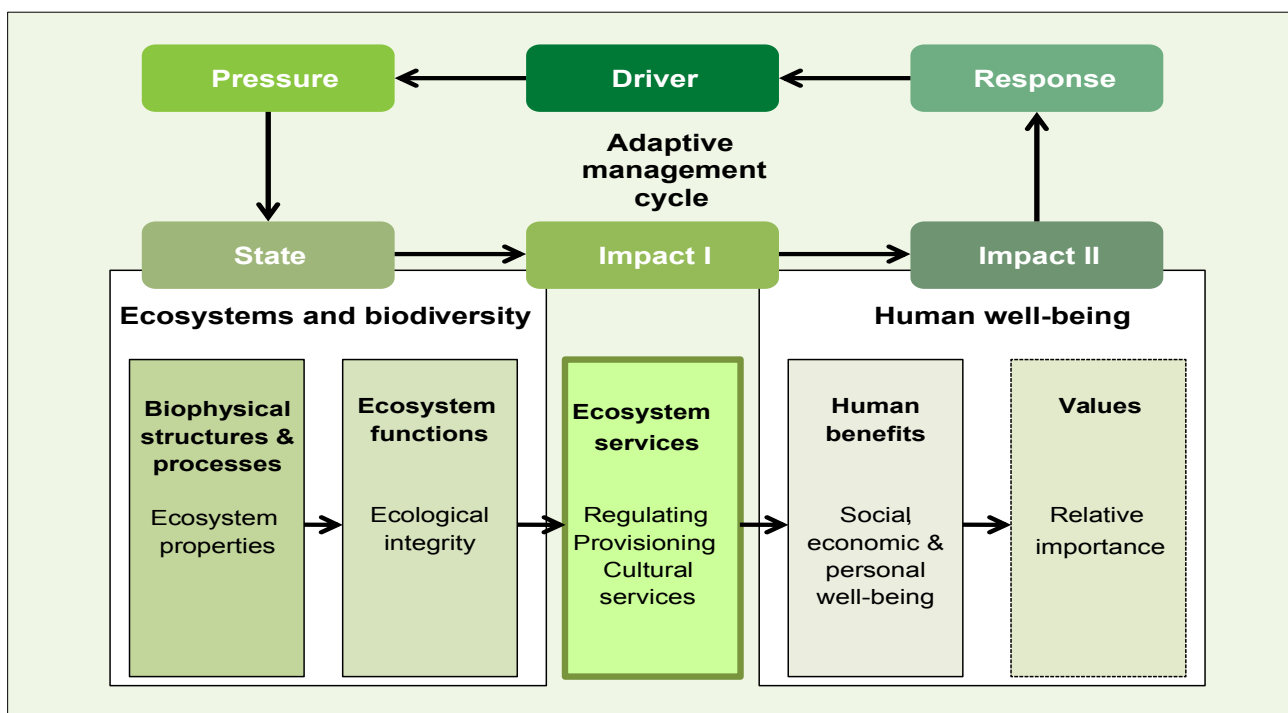 Pressure
Driver
Response
Adaptive
management
cycle
State
Impact I
Impact II
Ecosystems and biodiversity
Human well-being
Biophysical
structures &
processes
Ecosystem
properties
Ecosystem
functions
Ecological
integrity
Ecosystem
services
Regulating
Provisioning
Cultural
services
Human
benefits
Social,
economic &
personal
well-being
Values
Relative
importance